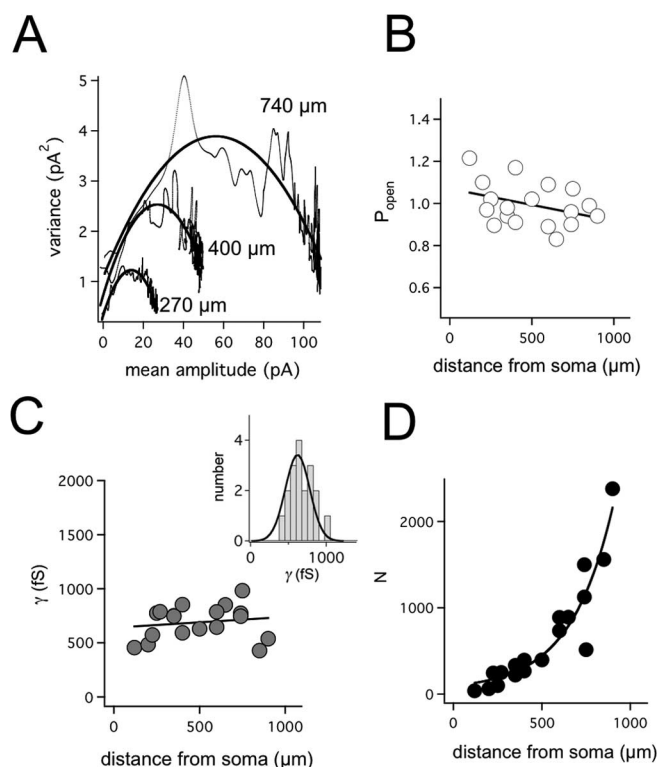 A
variance (pA²)
5
4
3
2
1
740 µm
400 µm
270 µm
0 20 40 60 80 100
mean amplitude (pA)
B
Popen
1.4
1.2
1.0
0.8
0.6
0 500 1000
distance from soma (µm)
C
γ (fS)
2000
1500
1000
500
0
0 500 1000
distance from soma (µm)
number
4
2
0
0 1000
γ (fS)
D
N
2000
1000
0
0 500 1000
distance from soma (µm)